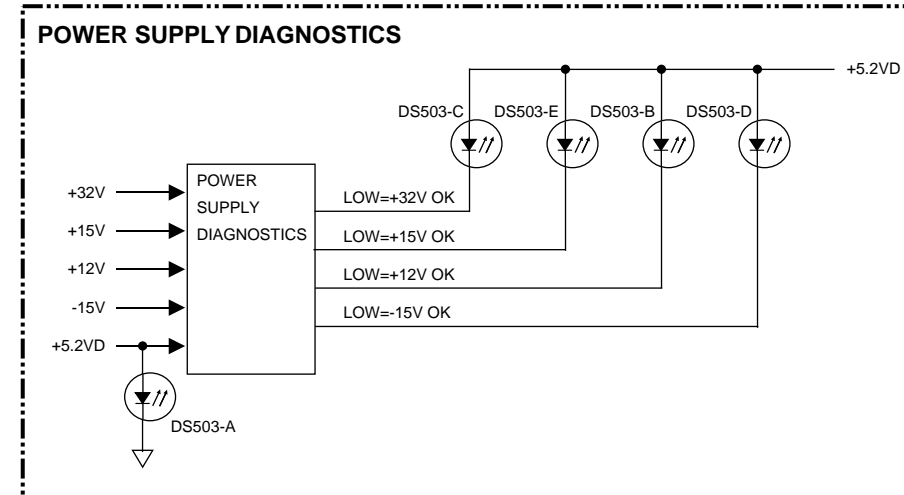 POWER SUPPLY DIAGNOSTICS
+5.2VD
DS503-C
DS503-E
DS503-B
DS503-D
POWER
SUPPLY
DIAGNOSTICS
+32V
+15V
+12V
-15V
+5.2VD
LOW=+32V OK
LOW=+15V OK
LOW=+12V OK
LOW=-15V OK
DS503-A